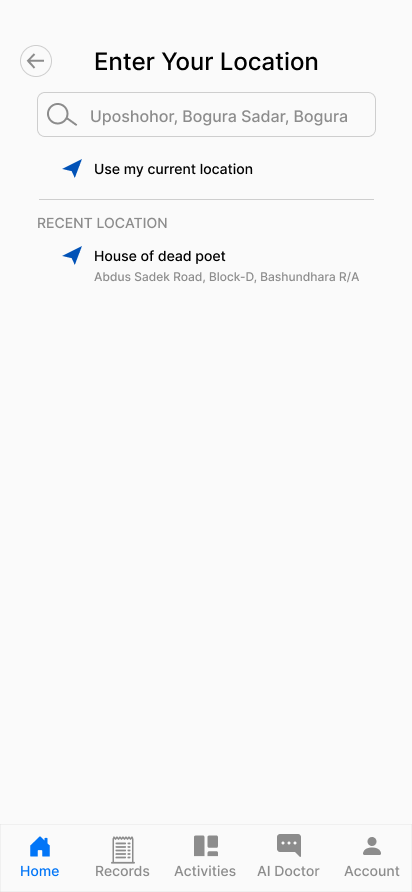 Enter Your Location
Uposhohor, Bogura Sadar, Bogura
Use my current location
RECENT LOCATION
House of dead poet
Abdus Sadek Road, Block-D, Bashundhara R/A
Home
Records
Activities
AI Doctor
Account